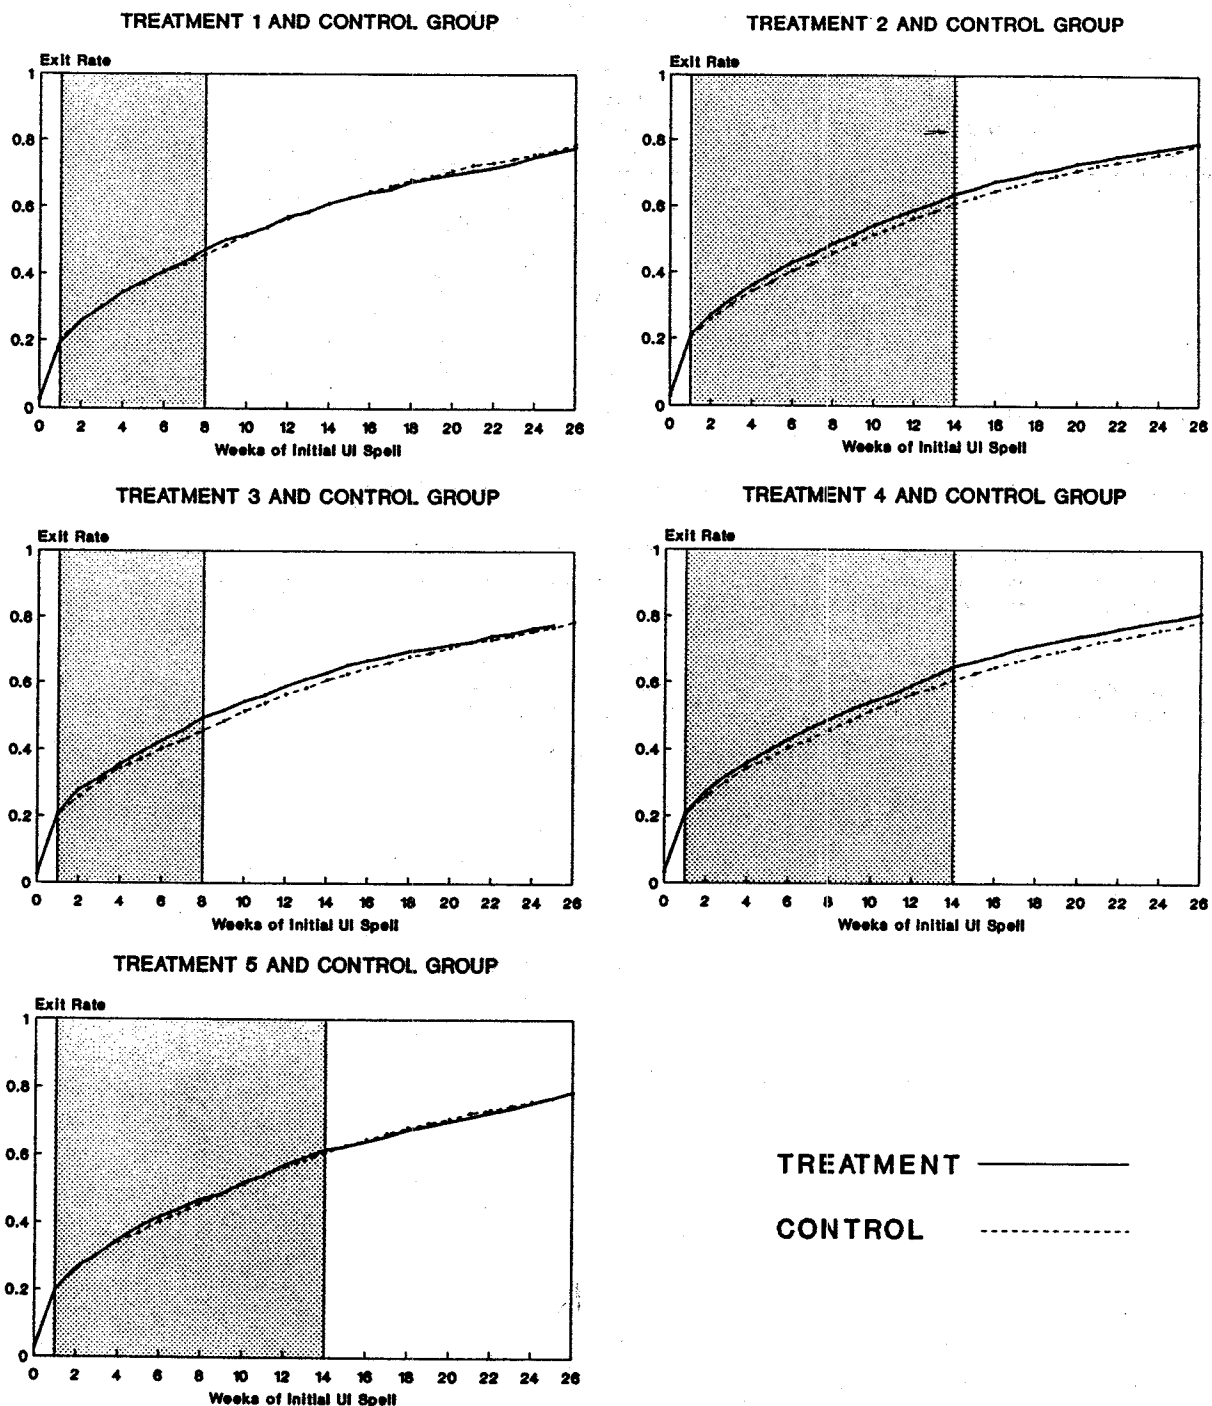 TREATMENT 1 AND CONTROL GROUP
Exit Rate
1
0.8
0.6
0.4
0.2
0
0 2 4 6 8 10 12 14 16 18 20 22 24 26
Weeks of Initial UI Spell
TREATMENT 2 AND CONTROL GROUP
Exit Rate
1
0.8
0.6
0.4
0.2
0
0 2 4 6 8 10 12 14 16 18 20 22 24 26
Weeks of Initial UI Spell
TREATMENT 3 AND CONTROL GROUP
Exit Rate
1
0.8
0.6
0.4
0.2
0
0 2 4 6 8 10 12 14 16 18 20 22 24 26
Weeks of Initial UI Spell
TREATMENT 4 AND CONTROL GROUP
Exit Rate
1
0.8
0.6
0.4
0.2
0
0 2 4 6 8 10 12 14 16 18 20 22 24 26
Weeks of Initial UI Spell
TREATMENT 5 AND CONTROL GROUP
Exit Rate
1
0.8
0.6
0.4
0.2
0
0 2 4 6 8 10 12 14 16 18 20 22 24 26
Weeks of Initial UI Spell
TREATMENT
CONTROL